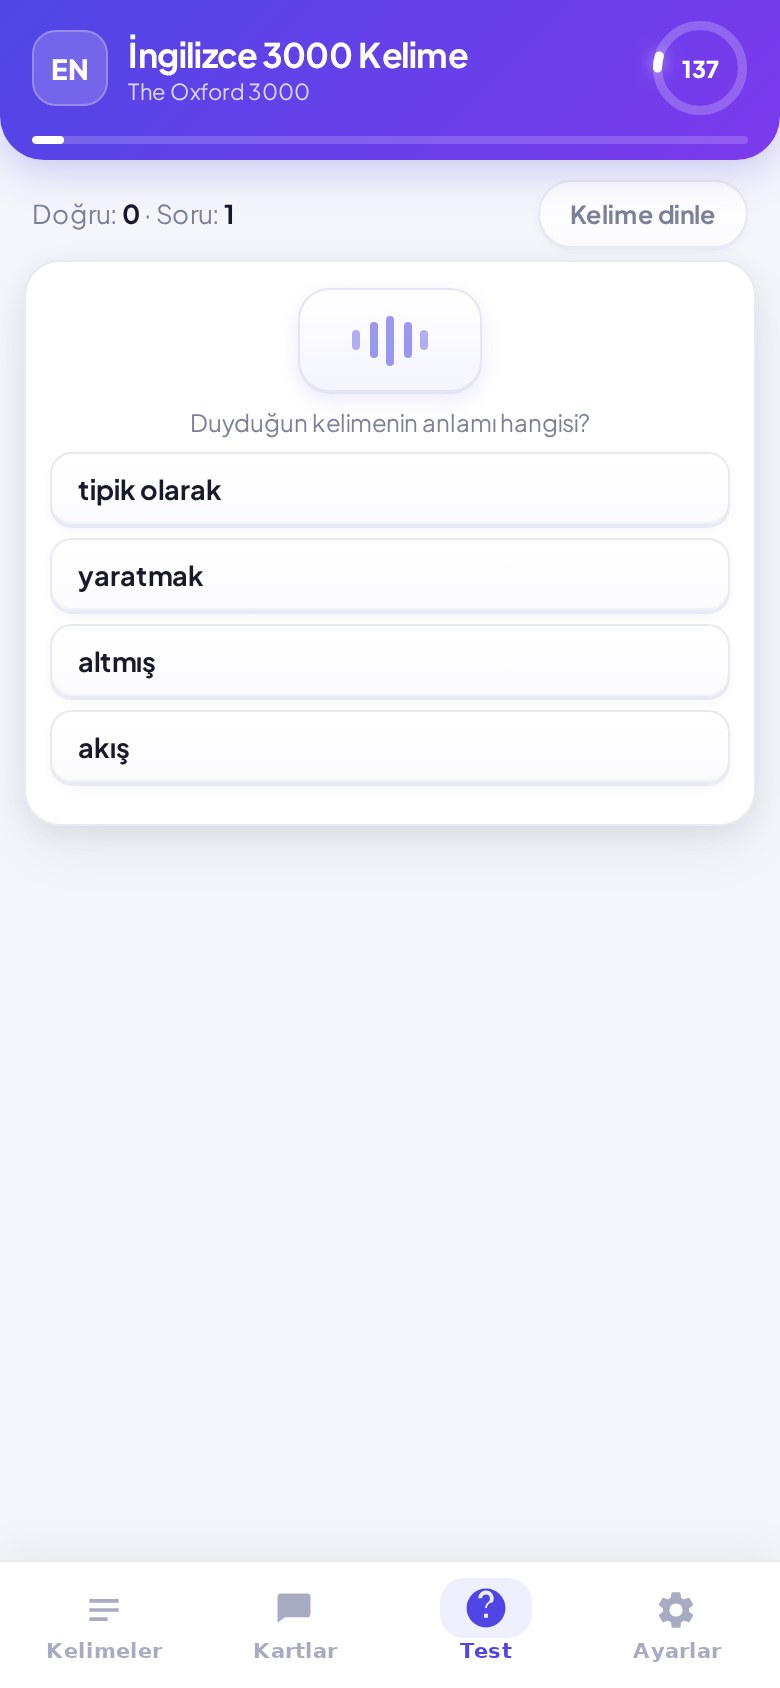 EN
İngilizce 3000 Kelime
The Oxford 3000
137
Doğru: 0 · Soru: 1
Kelime dinle
Duyduğun kelimenin anlamı hangisi?
tipik olarak
yaratmak
altmış
akış
Kelimeler
Kartlar
Test
Ayarlar